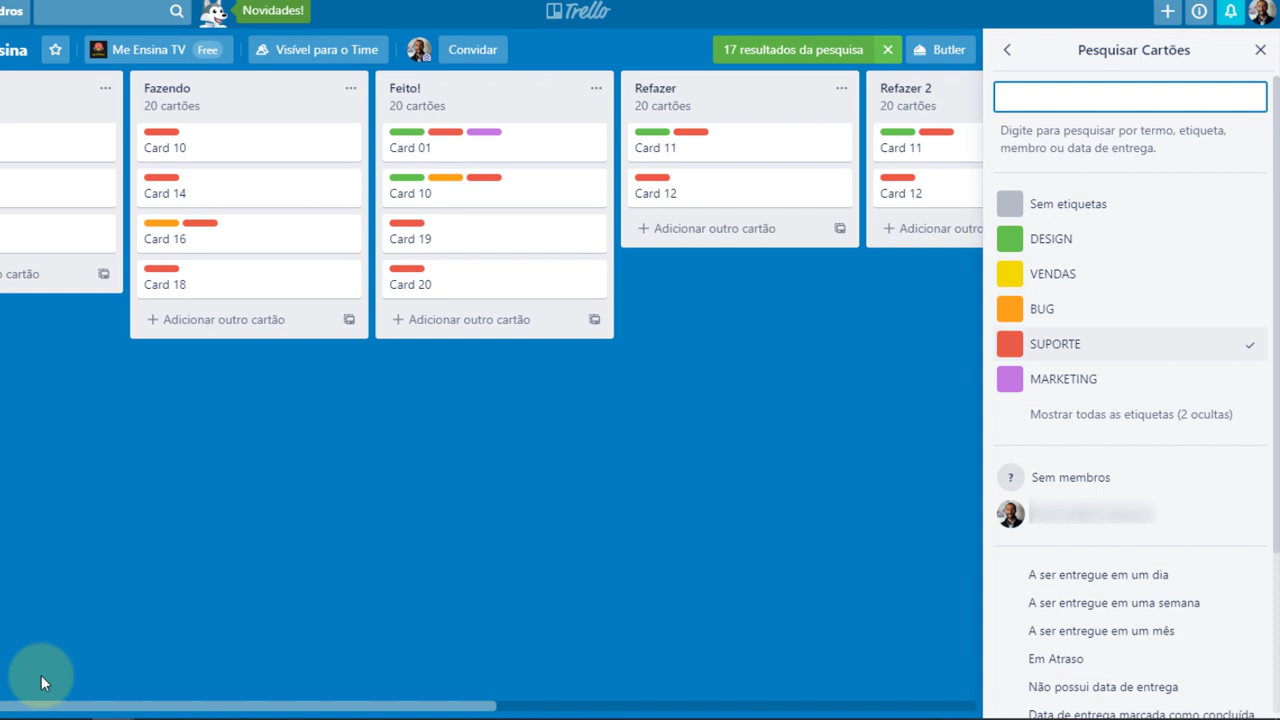 dros
Novidades!
Trello
sina
Me Ensina TV Free
Visível para o Time
Convidar
17 resultados da pesquisa
Butler
o cartão
Fazendo
20 cartões
Card 10
Card 14
Card 16
Card 18
Adicionar outro cartão
Feito!
20 cartões
Card 01
Card 10
Card 19
Card 20
Adicionar outro cartão
Refazer
20 cartões
Card 11
Card 12
Adicionar outro cartão
Refazer 2
20 cartões
Card 11
Card 12
Adicionar outro
Pesquisar Cartões
Digite para pesquisar por termo, etiqueta,
membro ou data de entrega.
Sem etiquetas
DESIGN
VENDAS
BUG
SUPORTE
MARKETING
Mostrar todas as etiquetas (2 ocultas)
? Sem membros
A ser entregue em um dia
A ser entregue em uma semana
A ser entregue em um mês
Em Atraso
Não possui data de entrega
Data de entrega marcada como concluída